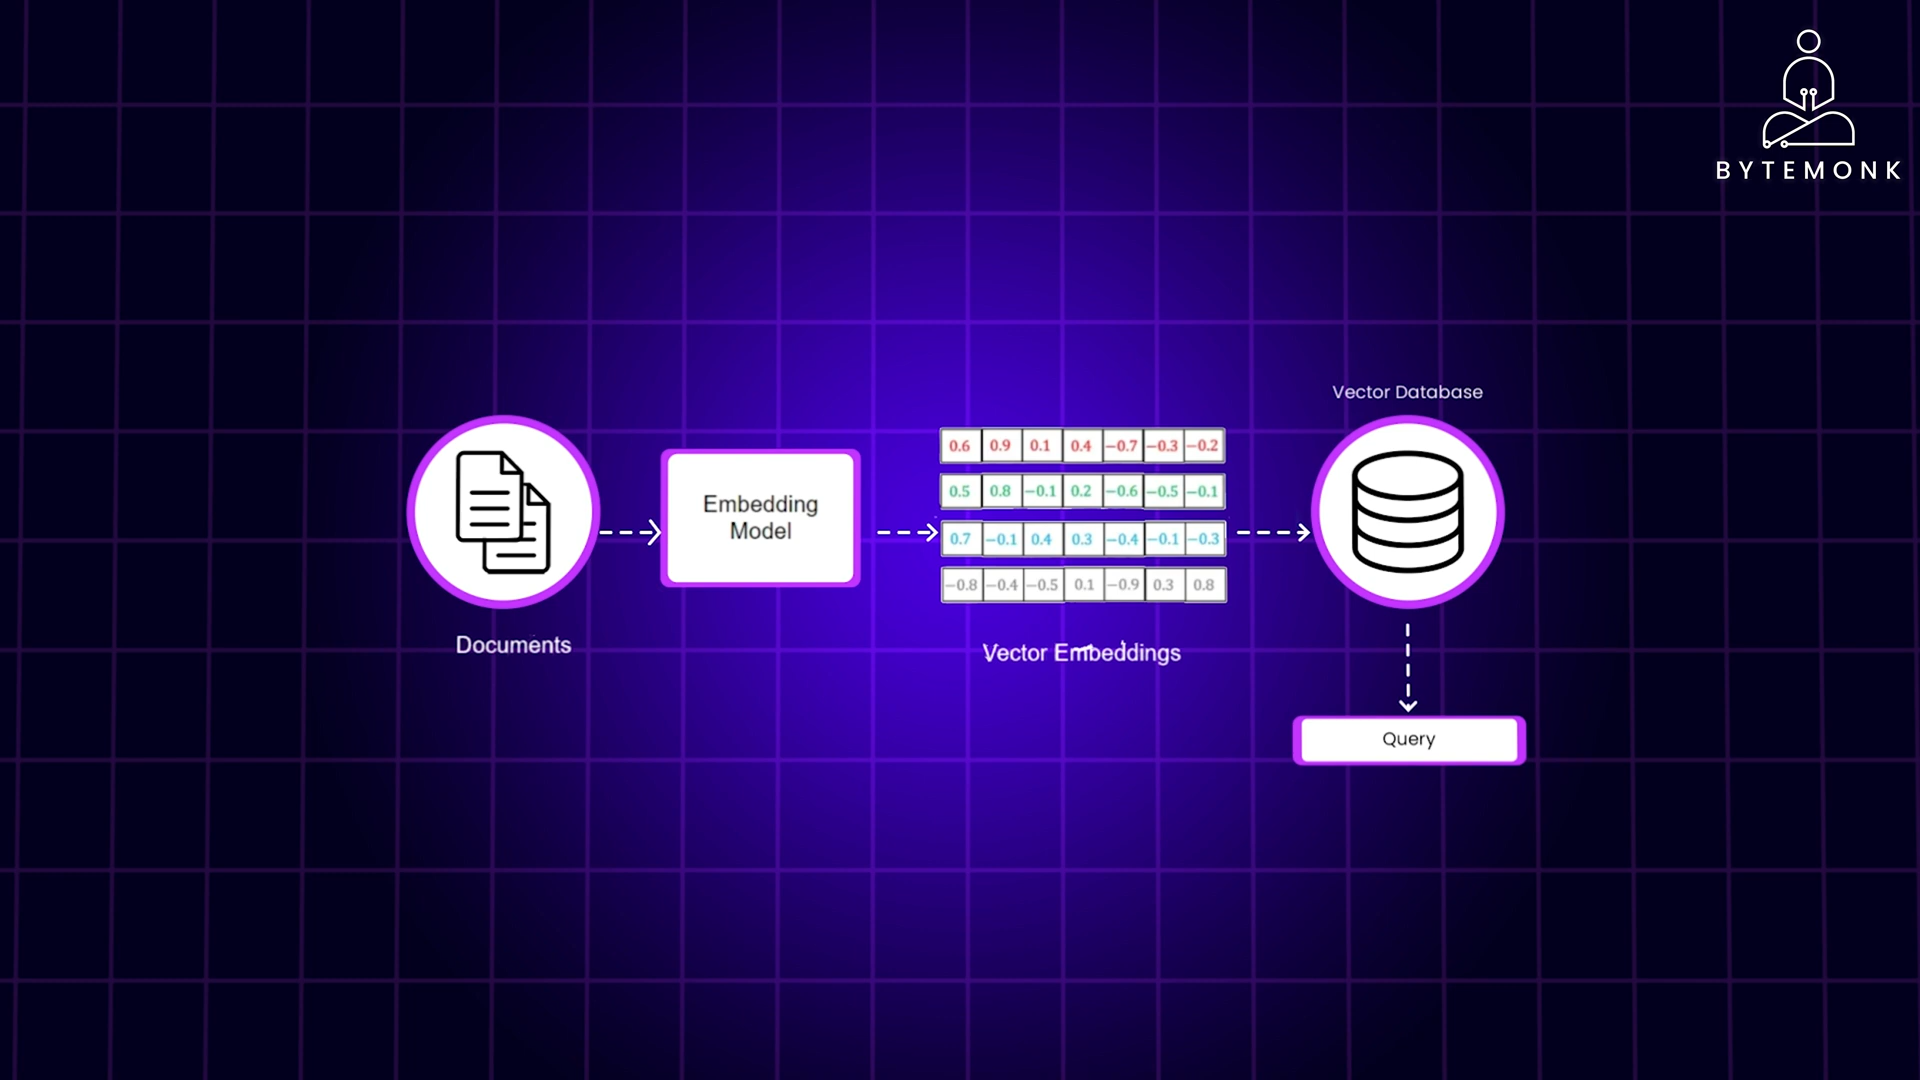 BYTEMONK
Vector Database
0.6 0.9 0.1 0.4 −0.7 −0.3 −0.2
0.5 0.8 −0.1 0.2 −0.6 −0.5 −0.1
0.7 −0.1 0.4 0.3 −0.4 −0.1 −0.3
−0.8 −0.4 −0.5 0.1 −0.9 0.3 0.8
Embedding
Model
Documents
Vector Embeddings
Query